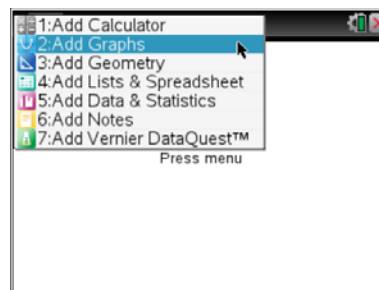 1:Add Calculator
2:Add Graphs
3:Add Geometry
4:Add Lists & Spreadsheet
5:Add Data & Statistics
6:Add Notes
7:Add Vernier DataQuest™
Press menu